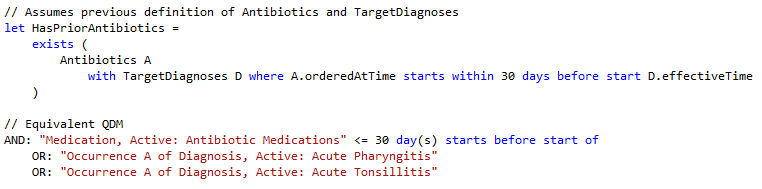 // Assumes previous definition of Antibiotics and TargetDiagnoses
let HasPriorAntibiotics =
    exists (
        Antibiotics A
            with TargetDiagnoses D where A.orderedAtTime starts within 30 days before start D.effectiveTime
    )

// Equivalent QDM
AND: "Medication, Active: Antibiotic Medications" <= 30 day(s) starts before start of
    OR: "Occurrence A of Diagnosis, Active: Acute Pharyngitis"
    OR: "Occurrence A of Diagnosis, Active: Acute Tonsillitis"